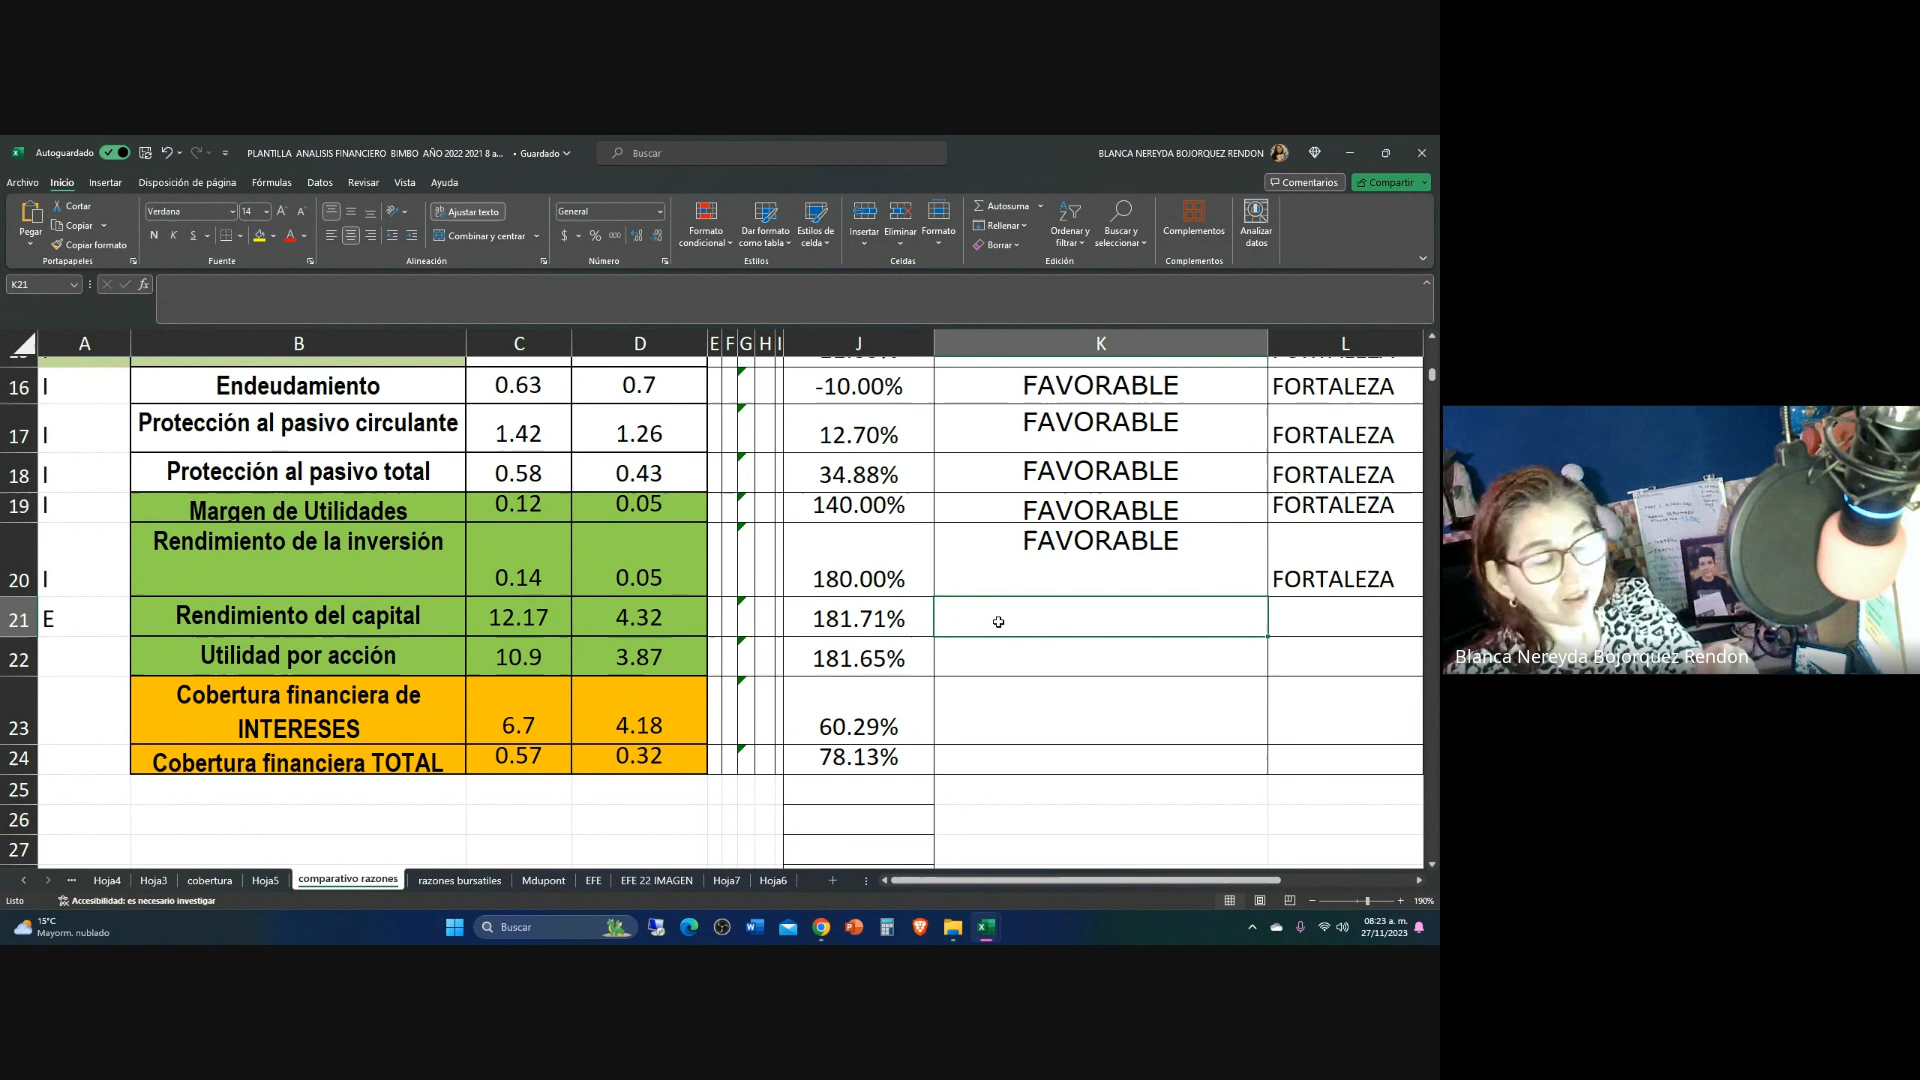 Autoguardado
PLANTILLA ANALISIS FINANCIERO BIMBO AÑO 2022 2021 8 a... • Guardado
Buscar
BLANCA NEREYDA BOJORQUEZ RENDON
Archivo Inicio Insertar Disposición de página Fórmulas Datos Revisar Vista Ayuda
Comentarios Compartir
Pegar
Cortar
Copiar
Copiar formato
Portapapeles
Verdana 14
N K S
Fuente
Ajustar texto
Combinar y centrar
Alineación
General
$ % 000
Número
Formato condicional
Dar formato como tabla
Estilos de celda
Estilos
Insertar Eliminar Formato
Celdas
Autosuma
Rellenar
Borrar
Ordenar y filtrar
Buscar y seleccionar
Edición
Complementos
Complementos
Analizar datos
K21 fx
A B C D E F G H I J K L
16 I Endeudamiento 0.63 0.7 -10.00% FAVORABLE FORTALEZA
17 I Protección al pasivo circulante 1.42 1.26 12.70% FAVORABLE FORTALEZA
18 I Protección al pasivo total 0.58 0.43 34.88% FAVORABLE FORTALEZA
19 I Margen de Utilidades 0.12 0.05 140.00% FAVORABLE FORTALEZA
20 I Rendimiento de la inversión 0.14 0.05 180.00% FAVORABLE FORTALEZA
21 E Rendimiento del capital 12.17 4.32 181.71%
22 Utilidad por acción 10.9 3.87 181.65%
23 Cobertura financiera de INTERESES 6.7 4.18 60.29%
24 Cobertura financiera TOTAL 0.57 0.32 78.13%
25
26
27
Hoja4 Hoja3 cobertura Hoja5 comparativo razones razones bursatiles Mdupont EFE EFE 22 IMAGEN Hoja7 Hoja6
Listo Accesibilidad: es necesario investigar 190%
15°C
Mayorm. nublado
Buscar
08:23 a. m.
27/11/2023
Blanca Nereyda Bojorquez Rendon